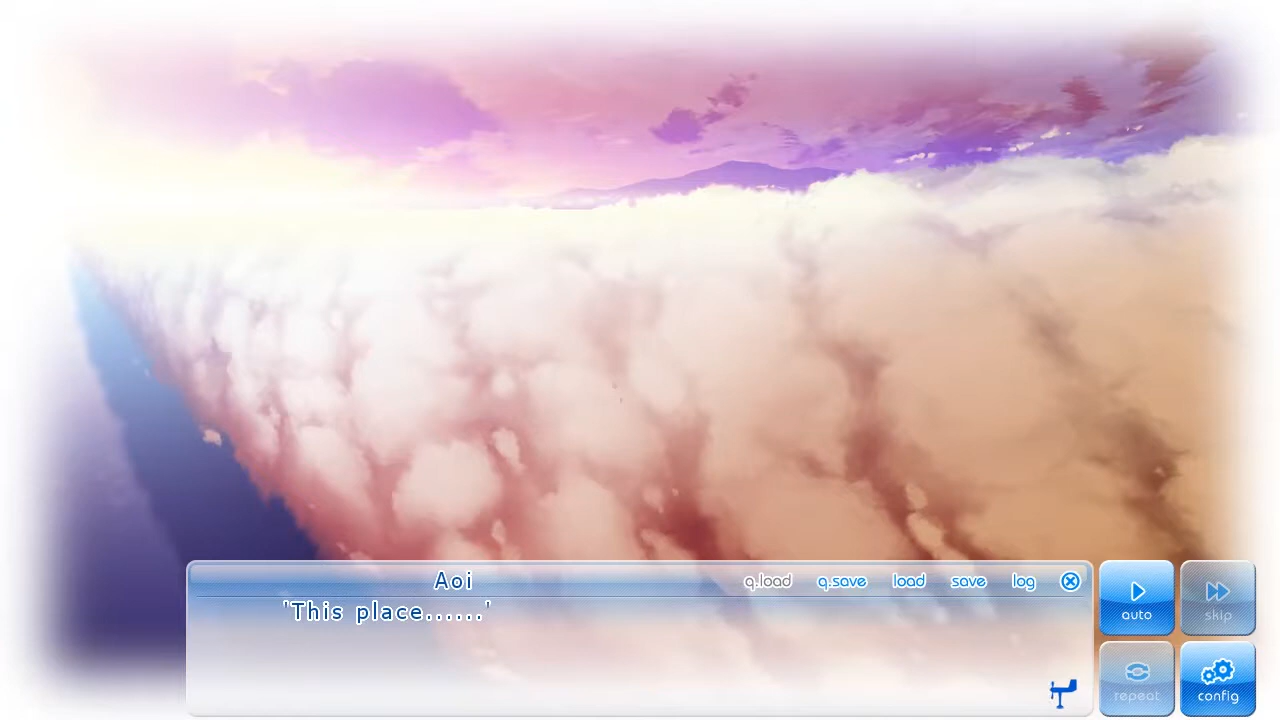 Aoi
q.load q.save load save log
'This place......'
auto
skip
repeat
config